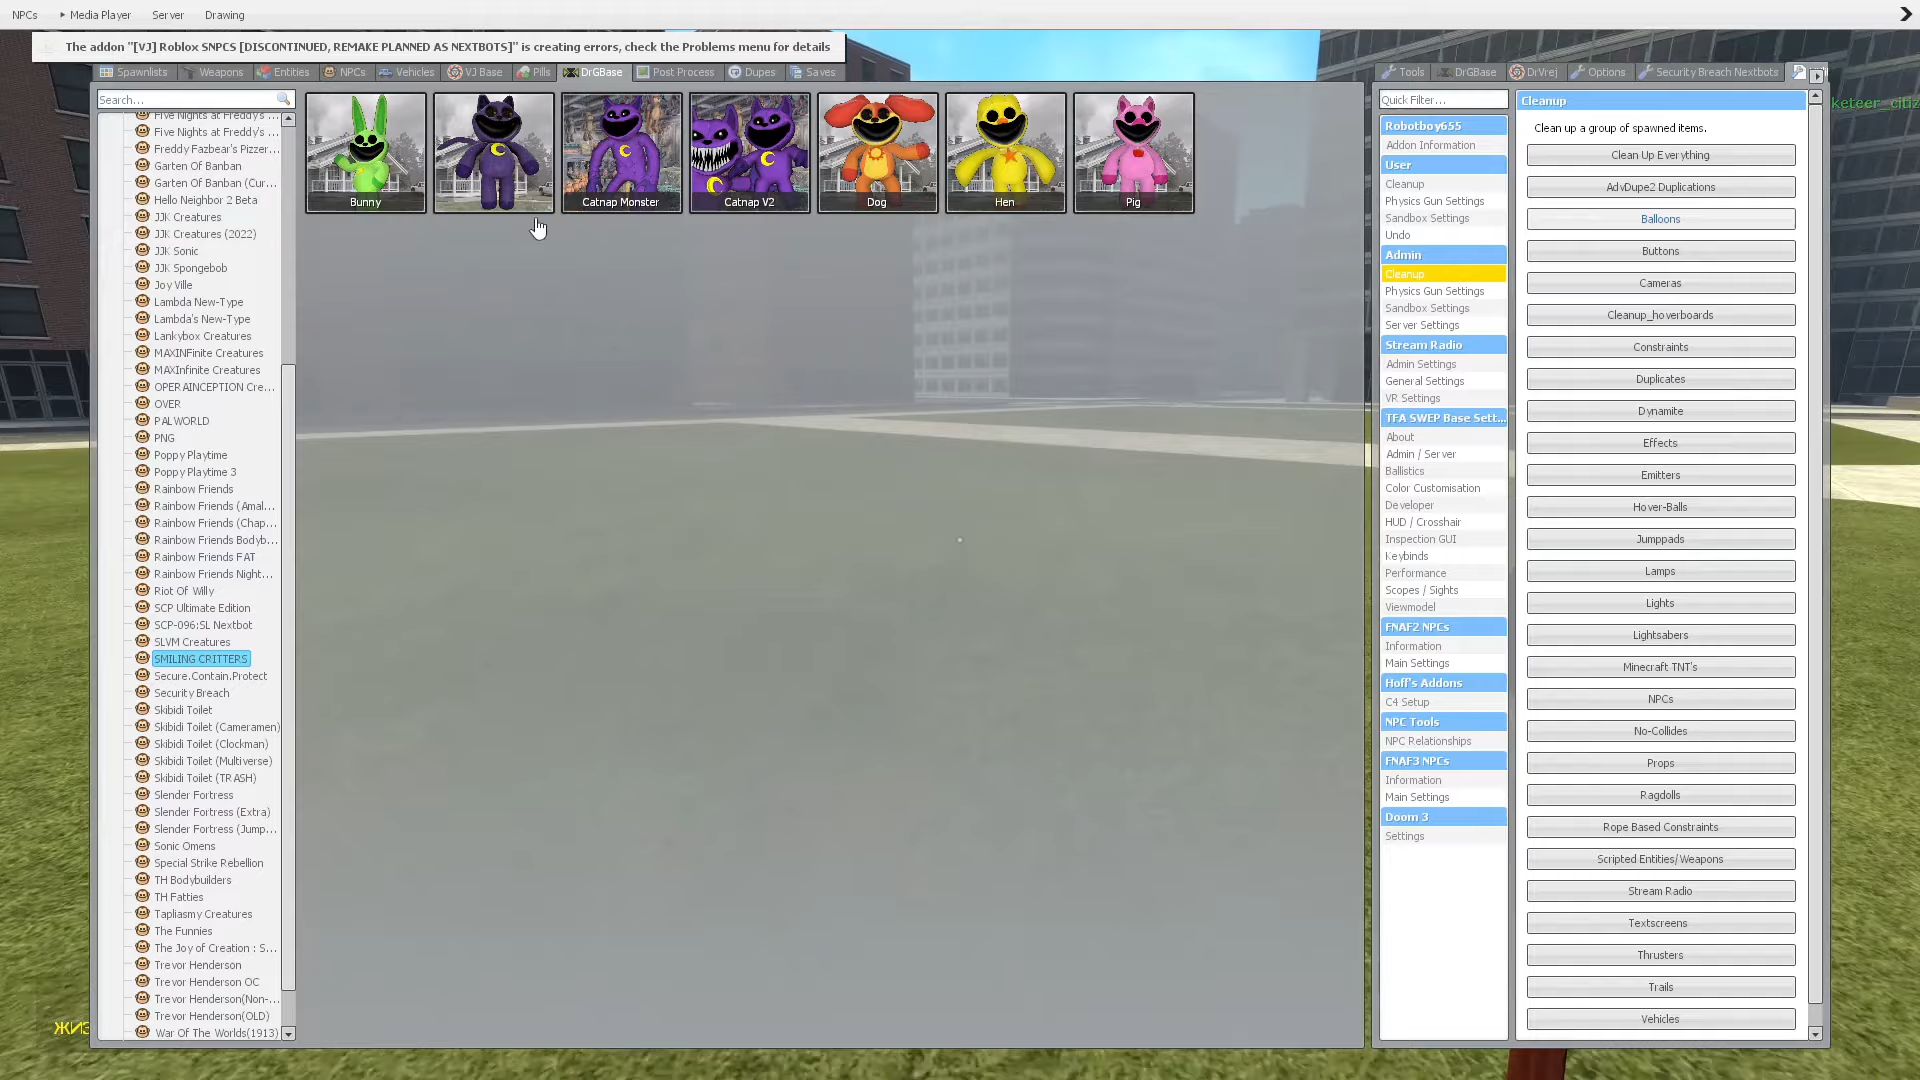 NPCs
Media Player
Server
Drawing
The addon "[VJ] Roblox SNPCS [DISCONTINUED, REMAKE PLANNED AS NEXTBOTS]" is creating errors, check the Problems menu for details
Spawnlists
Weapons
Entities
NPCs
Vehicles
VJ Base
Pills
DrGBase
Post Process
Dupes
Saves
Search...
Five Nights at Freddy's ...
Five Nights at Freddy's ...
Freddy Fazbear's Pizzer...
Garten Of Banban
Garten Of Banban (Cur...
Hello Neighbor 2 Beta
JJK Creatures
JJK Creatures (2022)
JJK Sonic
JJK Spongebob
Joy Ville
Lambda New-Type
Lambda's New-Type
Lankybox Creatures
MAXINFinite Creatures
MAXInfinite Creatures
OPERAINCEPTION Cre...
OVER
PALWORLD
PNG
Poppy Playtime
Poppy Playtime 3
Rainbow Friends
Rainbow Friends (Amal...
Rainbow Friends (Chap...
Rainbow Friends Bodyb...
Rainbow Friends FAT
Rainbow Friends Night...
Riot Of Willy
SCP Ultimate Edition
SCP-096:SL Nextbot
SLVM Creatures
SMILING CRITTERS
Secure.Contain.Protect
Security Breach
Skibidi Toilet
Skibidi Toilet (Cameramen)
Skibidi Toilet (Clockman)
Skibidi Toilet (Multiverse)
Skibidi Toilet (TRASH)
Slender Fortress
Slender Fortress (Extra)
Slender Fortress (Jump...
Sonic Omens
Special Strike Rebellion
TH Bodybuilders
TH Fatties
Tapliasmy Creatures
The Funnies
The Joy of Creation : S...
Trevor Henderson
Trevor Henderson OC
Trevor Henderson(Non-...
Trevor Henderson(OLD)
War Of The Worlds(1913)
Bunny
Catnap Monster
Catnap V2
Dog
Hen
Pig
Tools
DrGBase
DrVrej
Options
Security Breach Nextbots
Quick Filter...
Robotboy655
Addon Information
User
Cleanup
Physics Gun Settings
Sandbox Settings
Undo
Admin
Cleanup
Physics Gun Settings
Sandbox Settings
Server Settings
Stream Radio
Admin Settings
General Settings
VR Settings
TFA SWEP Base Sett...
About
Admin / Server
Ballistics
Color Customisation
Developer
HUD / Crosshair
Inspection GUI
Keybinds
Performance
Scopes / Sights
Viewmodel
FNAF2 NPCs
Information
Main Settings
Hoff's Addons
C4 Setup
NPC Tools
NPC Relationships
FNAF3 NPCs
Information
Main Settings
Doom 3
Settings
Cleanup
Clean up a group of spawned items.
Clean Up Everything
AdvDupe2 Duplications
Balloons
Buttons
Cameras
Cleanup_hoverboards
Constraints
Duplicates
Dynamite
Effects
Emitters
Hover-Balls
Jumppads
Lamps
Lights
Lightsabers
Minecraft TNT's
NPCs
No-Collides
Props
Ragdolls
Rope Based Constraints
Scripted Entities/Weapons
Stream Radio
Textscreens
Thrusters
Trails
Vehicles
keteer_citiz
ЖИЗ